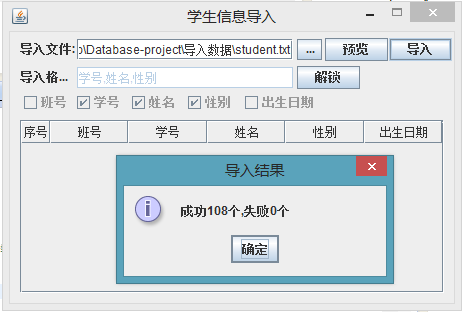 学生信息导入
导入文件: o\Database-project\导入数据\student.txt ... 预览 导入
导入格... 学号,姓名,性别 解锁
班号 学号 姓名 性别 出生日期
序号 班号 学号 姓名 性别 出生日期
导入结果
成功108个,失败0个
确定